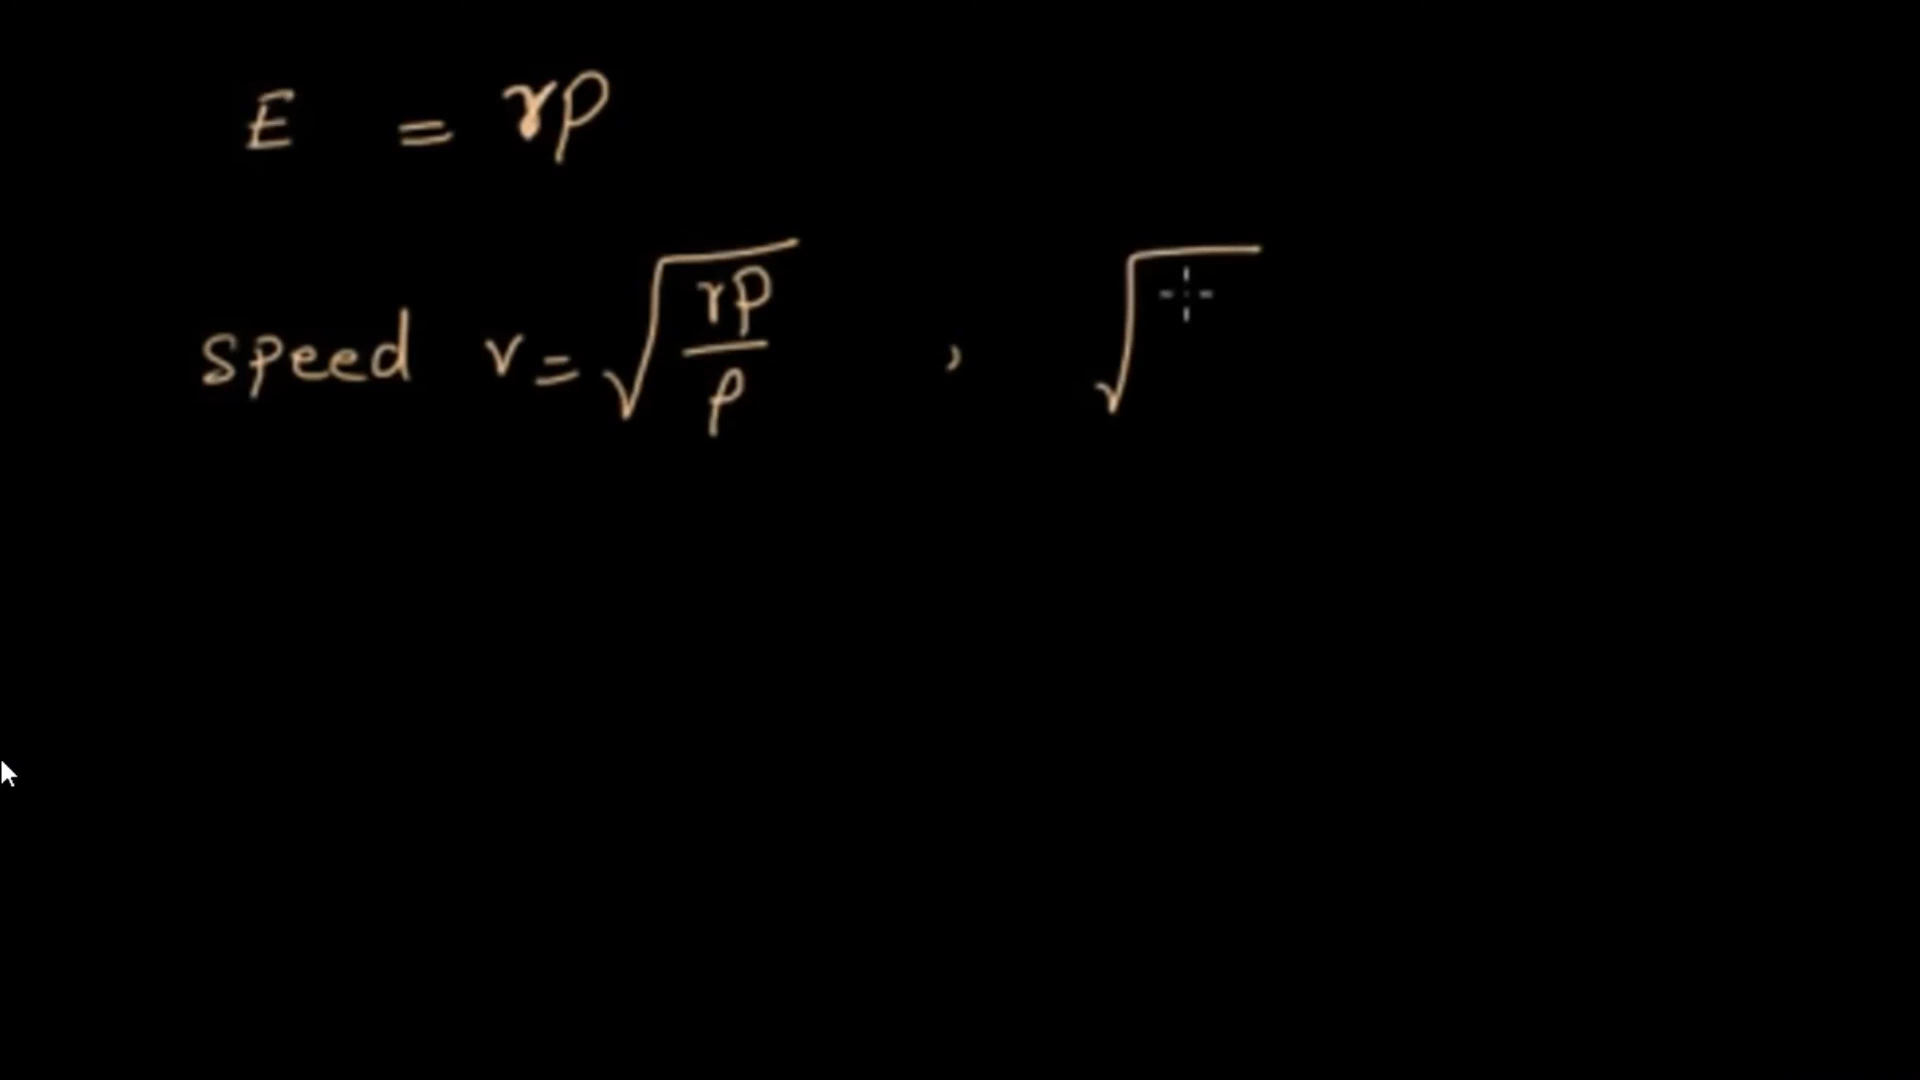 E = γP
speed v = √(γP/ρ) , √